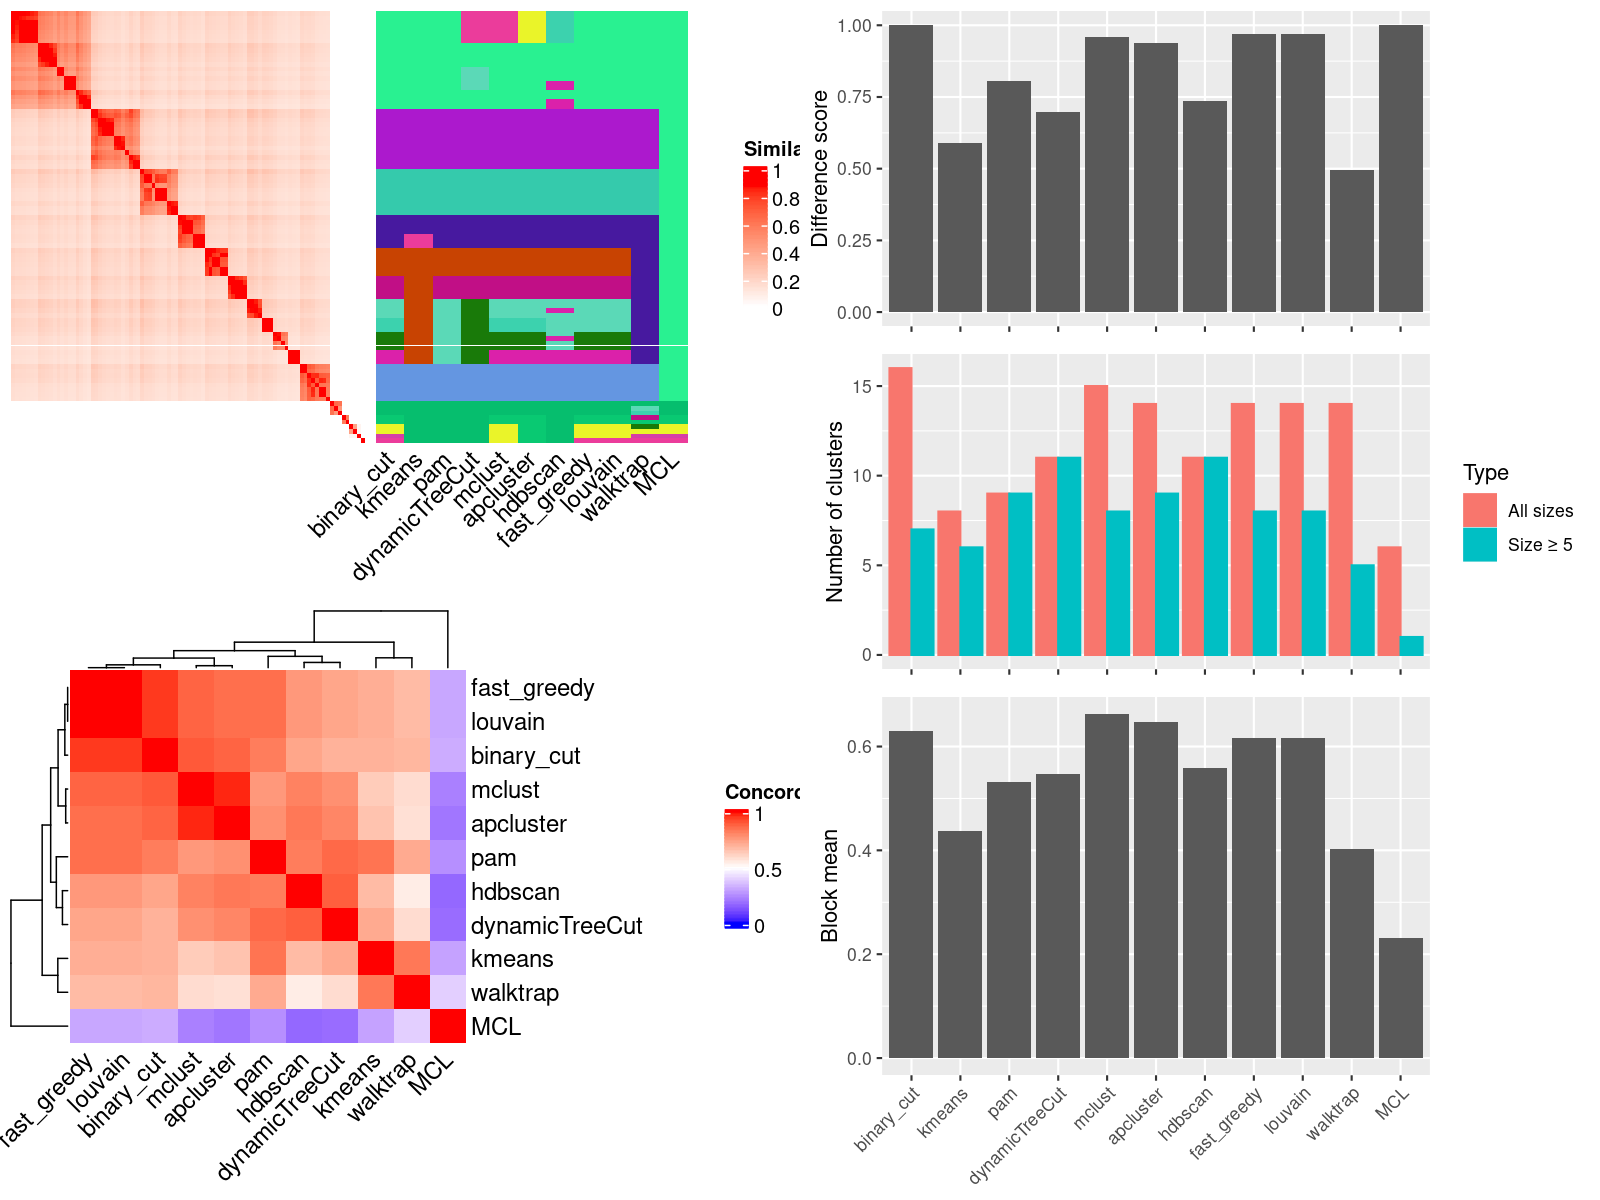 Simila
1
0.8
0.6
0.4
0.2
0
binary_cut
kmeans
pam
dynamicTreeCut
mclust
apcluster
hdbscan
fast_greedy
louvain
walktrap
MCL
fast_greedy
louvain
binary_cut
mclust
apcluster
pam
hdbscan
dynamicTreeCut
kmeans
walktrap
MCL
Concord
1
0.5
0
fast_greedy
louvain
binary_cut
mclust
apcluster
pam
hdbscan
dynamicTreeCut
kmeans
walktrap
MCL
Difference score
1.00
0.75
0.50
0.25
0.00
Number of clusters
15
10
5
0
Type
All sizes
Size ≥ 5
Block mean
0.6
0.4
0.2
0.0
binary_cut
kmeans
pam
dynamicTreeCut
mclust
apcluster
hdbscan
fast_greedy
louvain
walktrap
MCL